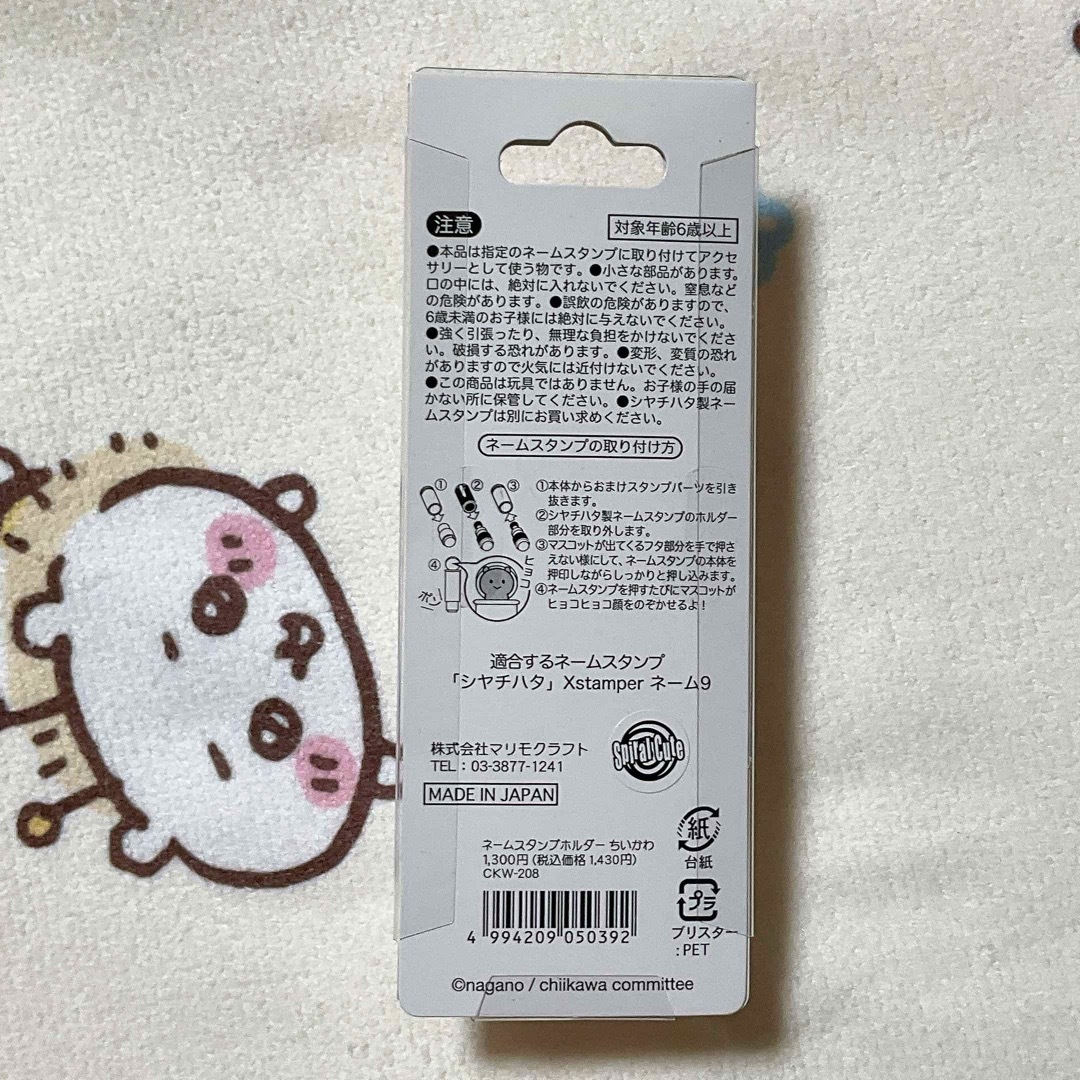 注意
対象年齢6歳以上
●本品は指定のネームスタンプに取り付けてアクセ
サリーとして使う物です。●小さな部品があります。
口の中には、絶対に入れないでください。窒息など
の危険があります。●誤飲の危険がありますので、
6歳未満のお子様には絶対に与えないでください。
●強く引張ったり、無理な負担をかけないでくださ
い。破損する恐れがあります。●変形、変質の恐れ
がありますので火気には近付けないでください。
●この商品は玩具ではありません。お子様の手の届
かない所に保管してください。●シヤチハタ製ネー
ムスタンプは別にお買い求めください。
ネームスタンプの取り付け方
① ② ③
④
ヒョコ
ポン
①本体からおまけスタンプパーツを引き
抜きます。
②シヤチハタ製ネームスタンプのホルダー
部分を取り外します。
③マスコットが出てくるフタ部分を手で押さ
えない様にして、ネームスタンプの本体を
押印しながらしっかりと押し込みます。
④ネームスタンプを押すたびにマスコットが
ヒョコヒョコ顔をのぞかせるよ!
適合するネームスタンプ
「シヤチハタ」Xstamper ネーム9
株式会社マリモクラフト
TEL:03-3877-1241
Spiral Cute
MADE IN JAPAN
紙
台紙
ネームスタンプホルダー ちいかわ
1,300円(税込価格 1,430円)
CKW-208
プラ
ブリスター
:PET
4 994209 050392
©nagano / chiikawa committee